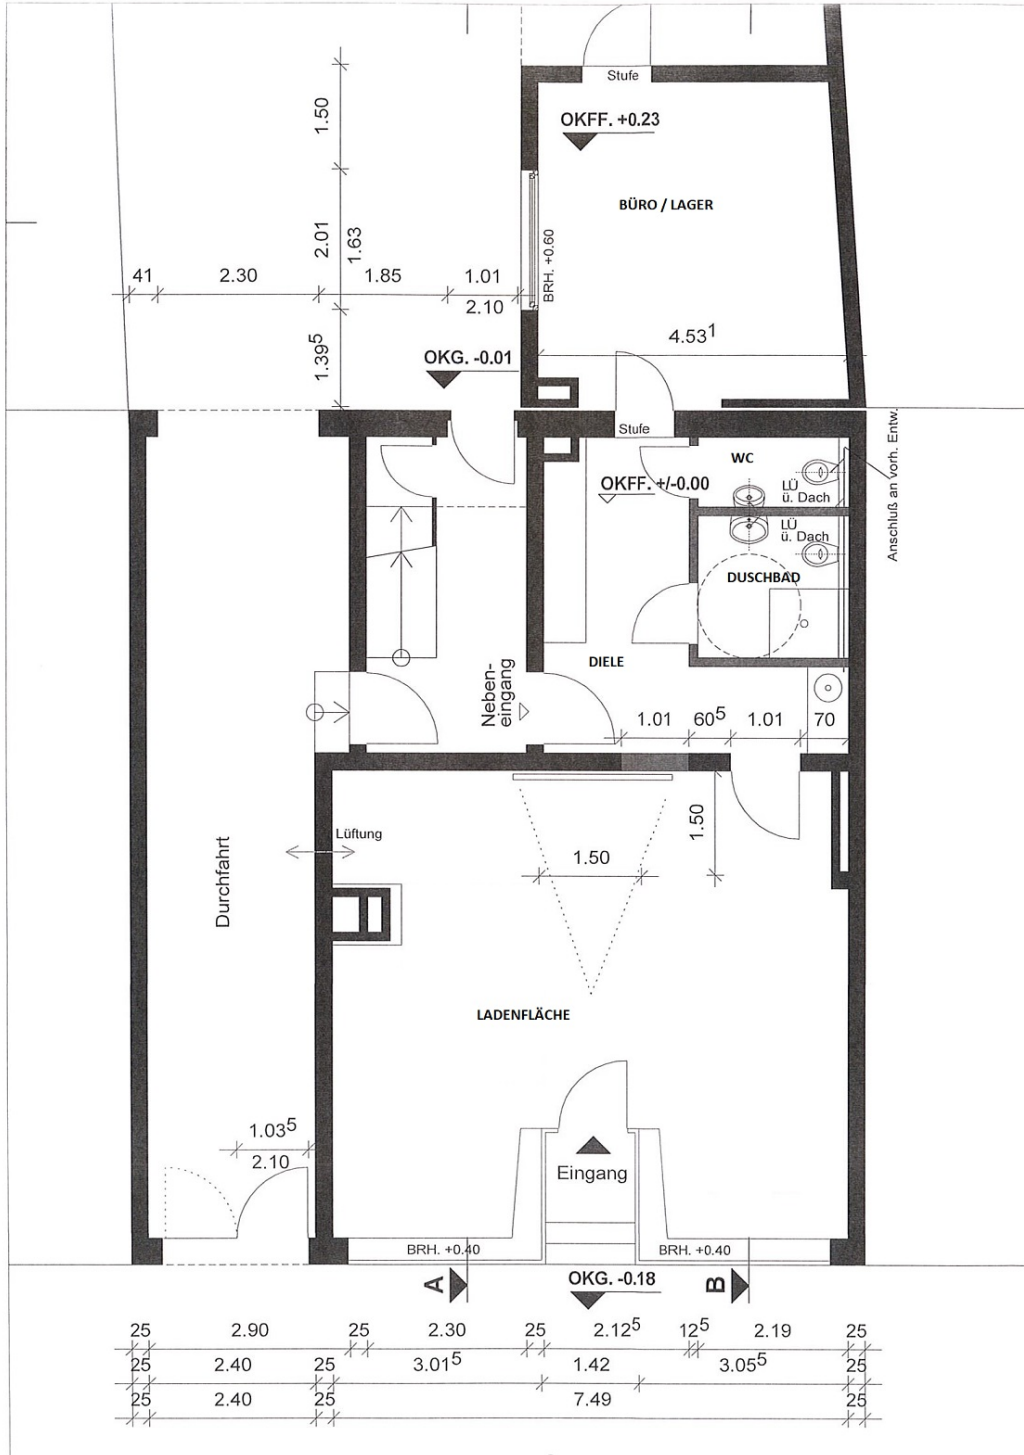 Stufe
OKFF. +0.23
BÜRO / LAGER
1.50
2.01
1.63
BRH. +0.60
41
2.30
1.85
1.01
2.10
1.39⁵
4.53¹
OKG. -0.01
Stufe
WC
OKFF. +/-0.00
LÜ
ü. Dach
LÜ
ü. Dach
Anschluß an vorh. Entw.
DUSCHBAD
DIELE
Neben-
eingang
1.01
60⁵
1.01
70
Lüftung
1.50
1.50
Durchfahrt
LADENFLÄCHE
1.03⁵
2.10
Eingang
BRH. +0.40
BRH. +0.40
A
OKG. -0.18
B
25 2.90 25 2.30 25 2.12⁵ 12⁵ 2.19 25
25 2.40 25 3.01⁵ 1.42 3.05⁵ 25
25 2.40 25 7.49 25